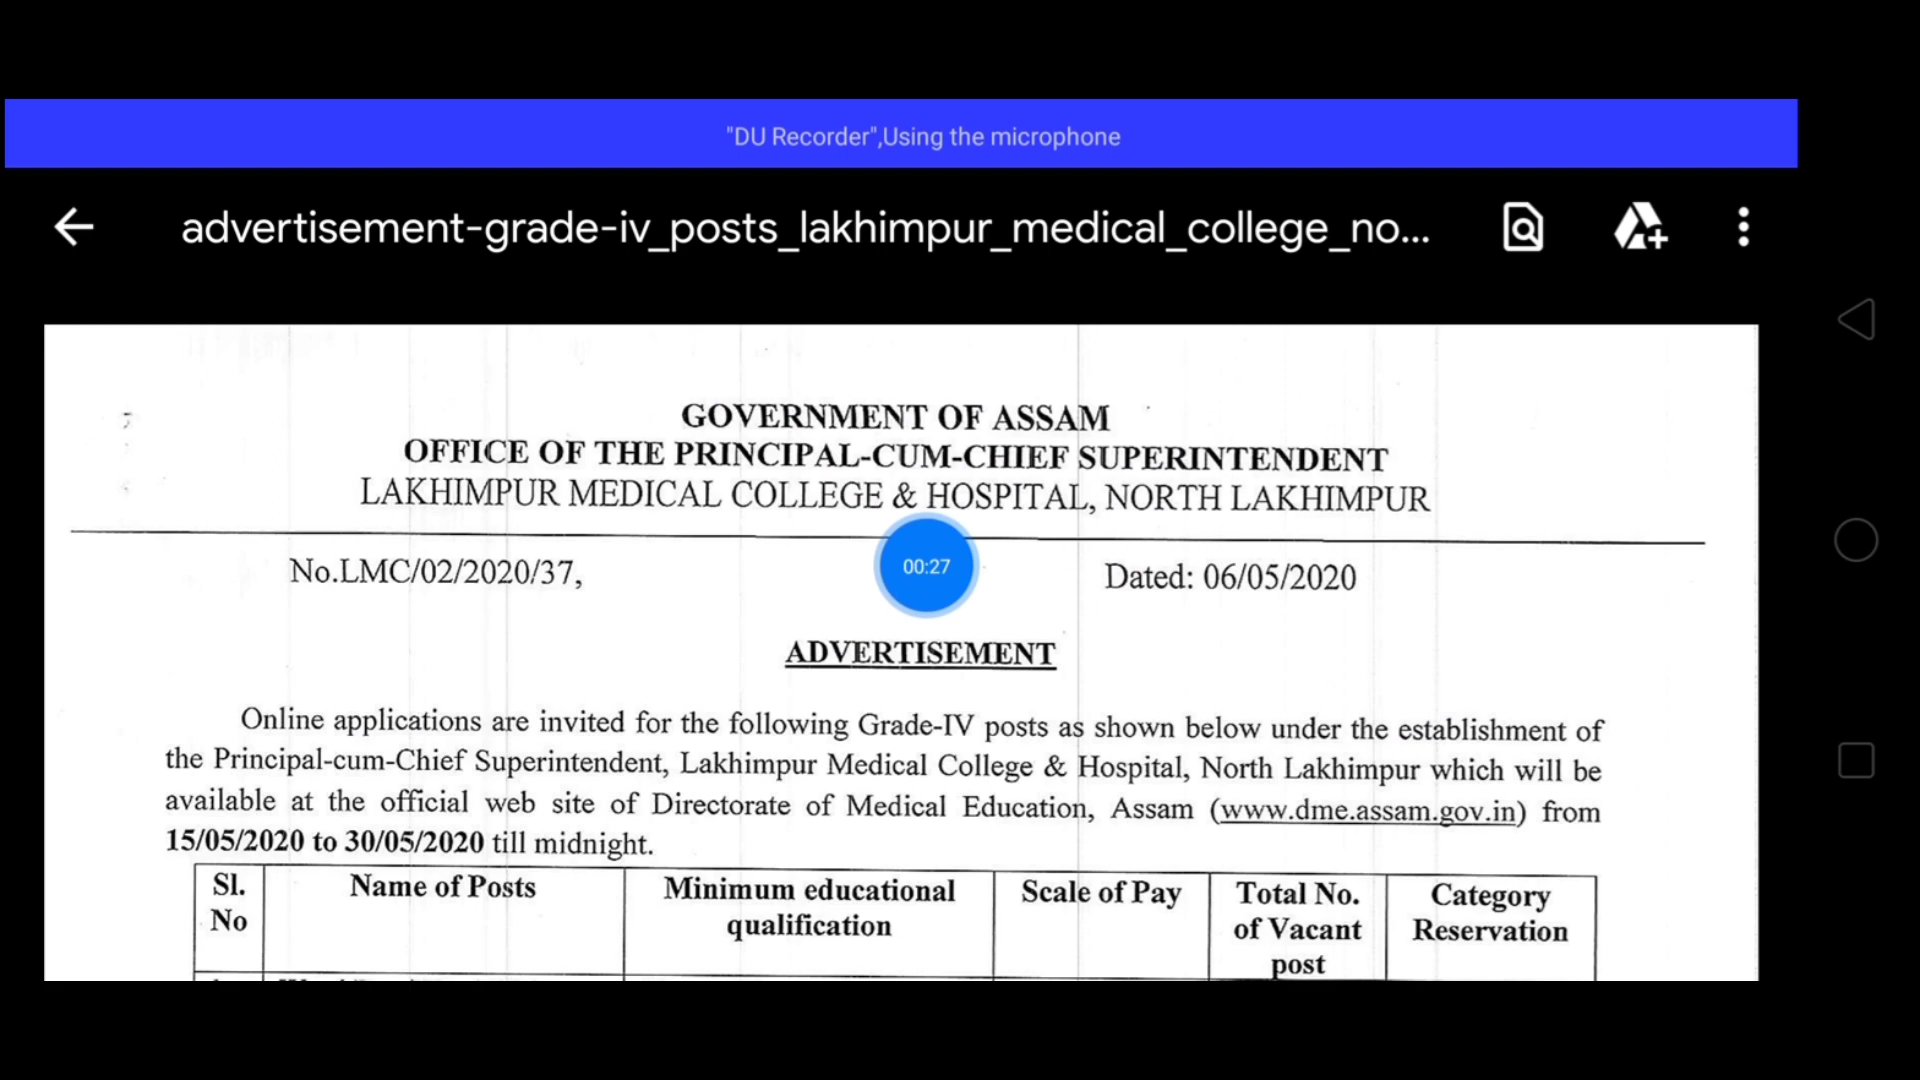 "DU Recorder",Using the microphone
advertisement-grade-iv_posts_lakhimpur_medical_college_no...
GOVERNMENT OF ASSAM
OFFICE OF THE PRINCIPAL-CUM-CHIEF SUPERINTENDENT
LAKHIMPUR MEDICAL COLLEGE & HOSPITAL, NORTH LAKHIMPUR
No.LMC/02/2020/37,
00:27
Dated: 06/05/2020
ADVERTISEMENT
Online applications are invited for the following Grade-IV posts as shown below under the establishment of
the Principal-cum-Chief Superintendent, Lakhimpur Medical College & Hospital, North Lakhimpur which will be
available at the official web site of Directorate of Medical Education, Assam (www.dme.assam.gov.in) from
15/05/2020 to 30/05/2020 till midnight.
Sl.
No
Name of Posts
Minimum educational
qualification
Scale of Pay
Total No.
of Vacant
post
Category
Reservation